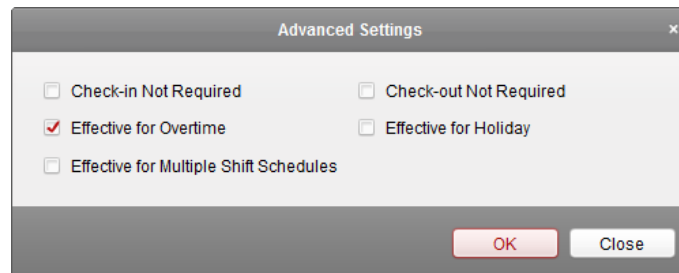 Advanced Settings ×
Check-in Not Required Check-out Not Required
Effective for Overtime Effective for Holiday
Effective for Multiple Shift Schedules
OK Close